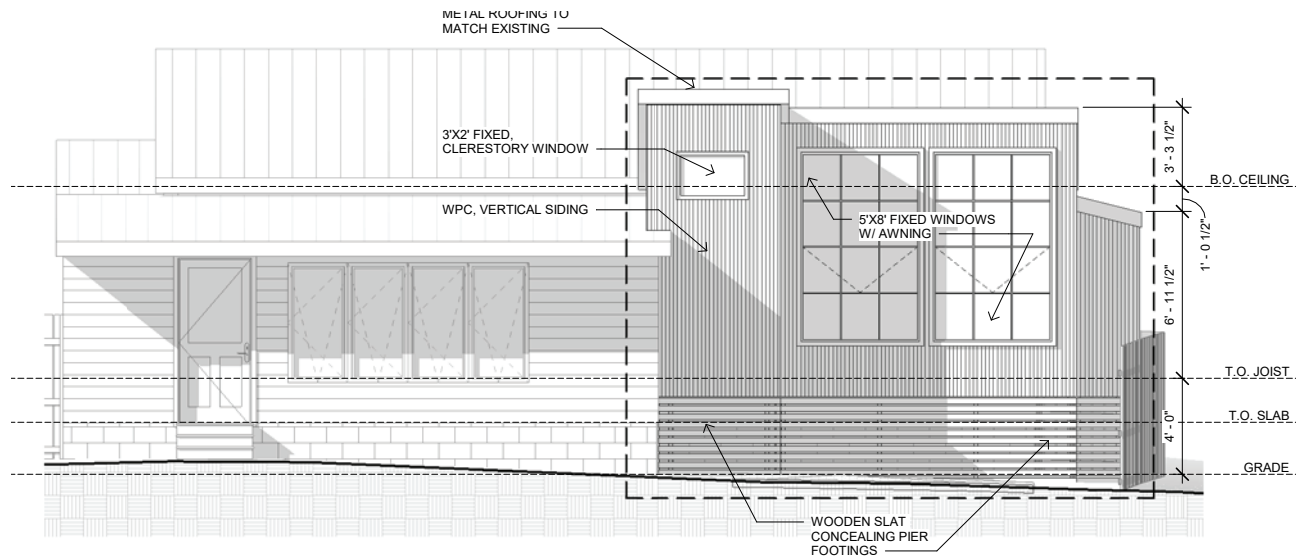 METAL ROOFING TO
MATCH EXISTING
3'X2' FIXED,
CLERESTORY WINDOW
WPC, VERTICAL SIDING
5'X8' FIXED WINDOWS
W/ AWNING
3' - 3 1/2"
B.O. CEILING
1' - 0 1/2"
6' - 11 1/2"
T.O. JOIST
T.O. SLAB
4' - 0"
GRADE
WOODEN SLAT
CONCEALING PIER
FOOTINGS